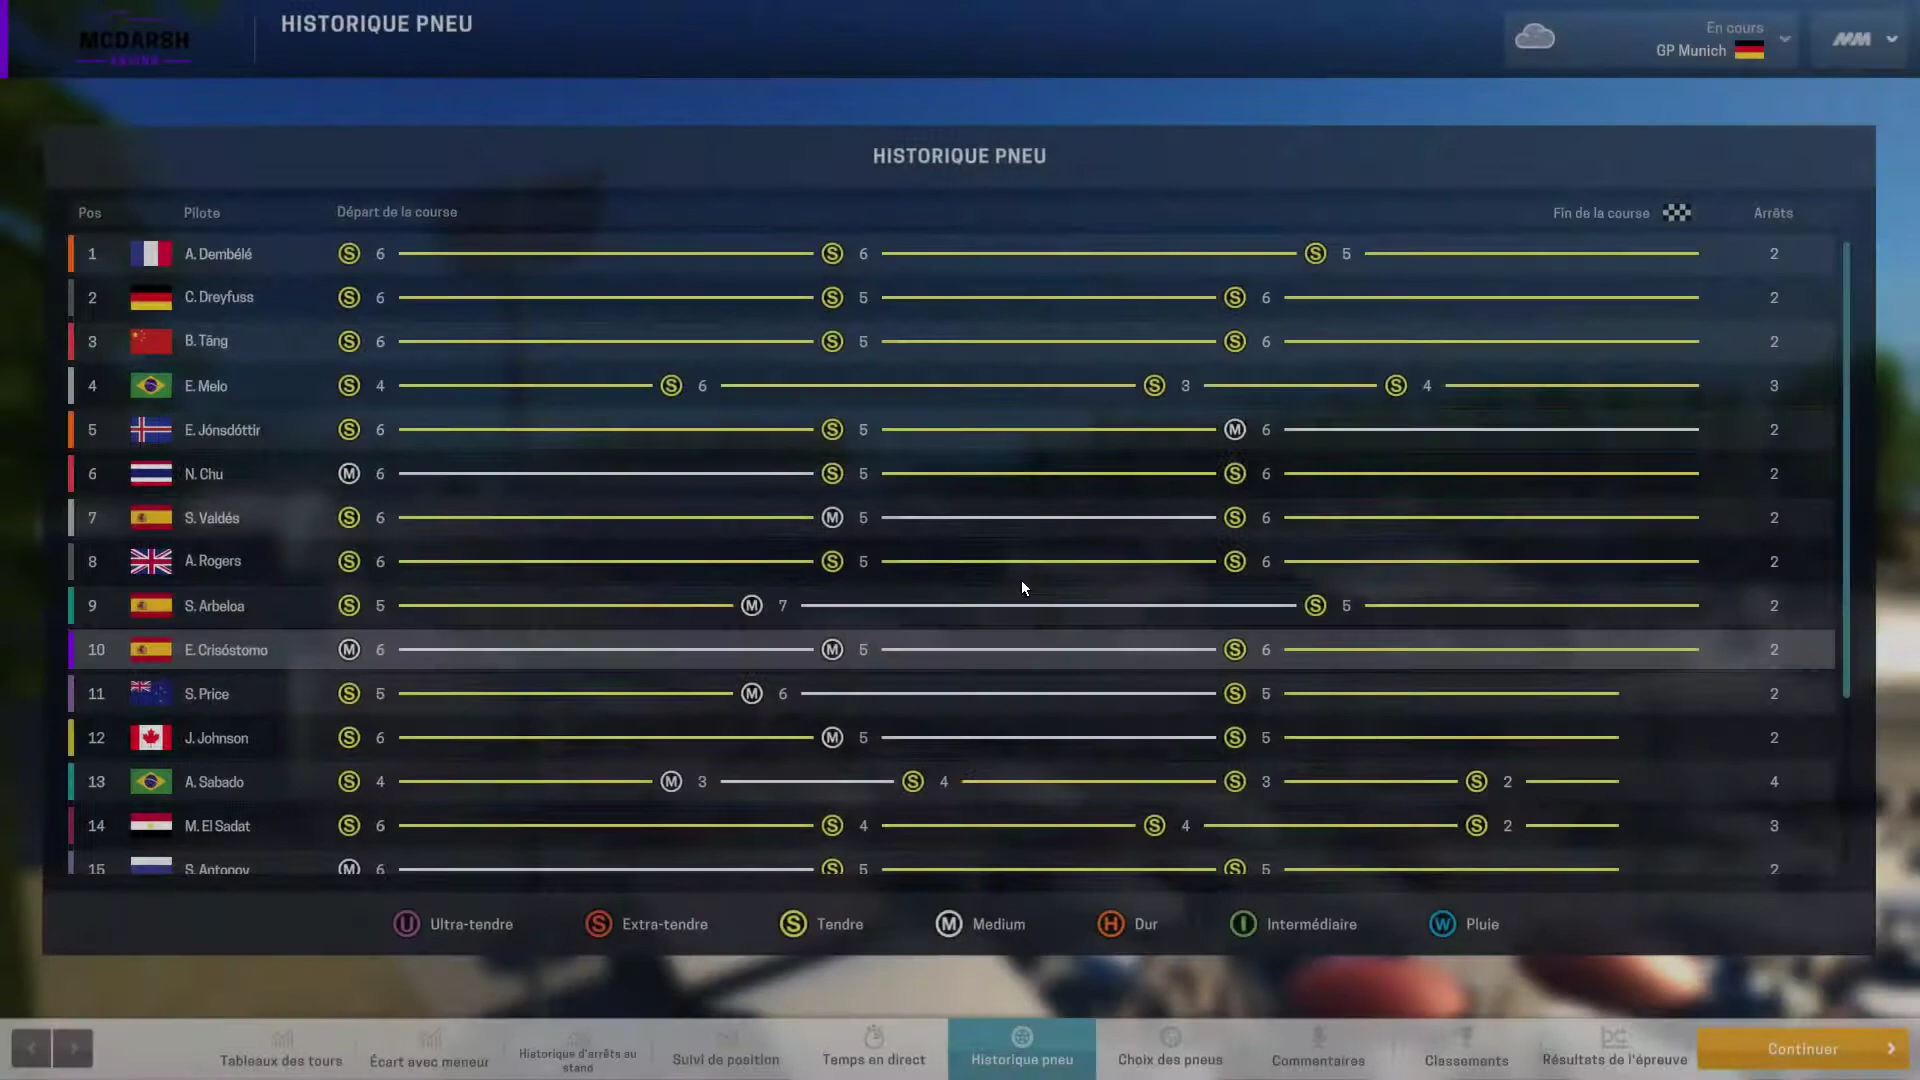 MCDARSH
RACING
HISTORIQUE PNEU
En cours
GP Munich
MM
HISTORIQUE PNEU
Pos Pilote Départ de la course Fin de la course Arrêts
1 A. Dembélé S 6 S 6 S 5 2
2 C. Dreyfuss S 6 S 5 S 6 2
3 B. Tāng S 6 S 5 S 6 2
4 E. Melo S 4 S 6 S 3 S 4 3
5 E. Jónsdóttir S 6 S 5 M 6 2
6 N. Chu M 6 S 5 S 6 2
7 S. Valdés S 6 M 5 S 6 2
8 A. Rogers S 6 S 5 S 6 2
9 S. Arbeloa S 5 M 7 S 5 2
10 E. Crisóstomo M 6 M 5 S 6 2
11 S. Price S 5 M 6 S 5 2
12 J. Johnson S 6 M 5 S 5 2
13 A. Sabado S 4 M 3 S 4 S 3 S 2 4
14 M. El Sadat S 6 S 4 S 4 S 2 3
15 S. Antonov M 6 S 5 S 5 2
U Ultra-tendre S Extra-tendre S Tendre M Medium H Dur I Intermédiaire W Pluie
Tableaux des tours
Écart avec meneur
Historique d'arrêts au
stand
Suivi de position
Temps en direct
Historique pneu
Choix des pneus
Commentaires
Classements
Résultats de l'épreuve
Continuer